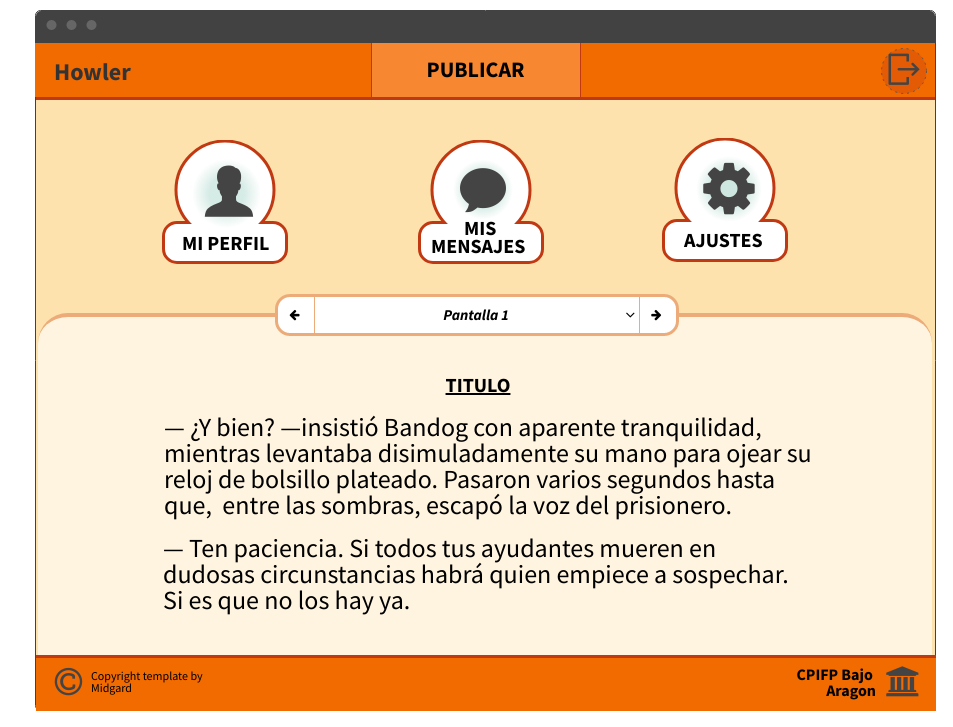 Howler
PUBLICAR
MI PERFIL
MIS
MENSAJES
AJUSTES
Pantalla 1
TITULO
— ¿Y bien? —insistió Bandog con aparente tranquilidad,
mientras levantaba disimuladamente su mano para ojear su
reloj de bolsillo plateado. Pasaron varios segundos hasta
que,  entre las sombras, escapó la voz del prisionero.
— Ten paciencia. Si todos tus ayudantes mueren en
dudosas circunstancias habrá quien empiece a sospechar.
Si es que no los hay ya.
© Copyright template by
Midgard
CPIFP Bajo
Aragon